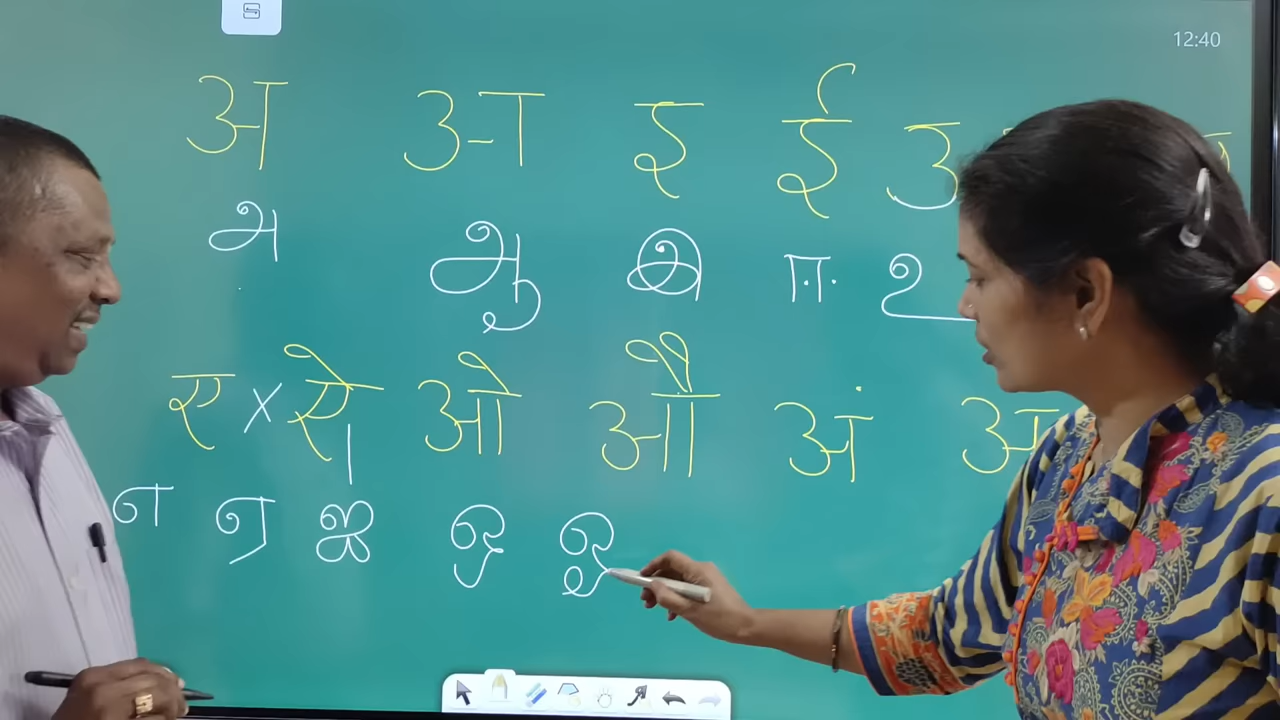 12:40
अ आ इ ई उ
அ ஆ இ ஈ உ
ए X ऐ ओ औ अं अ
எ ஏ ஐ ஒ ஓ